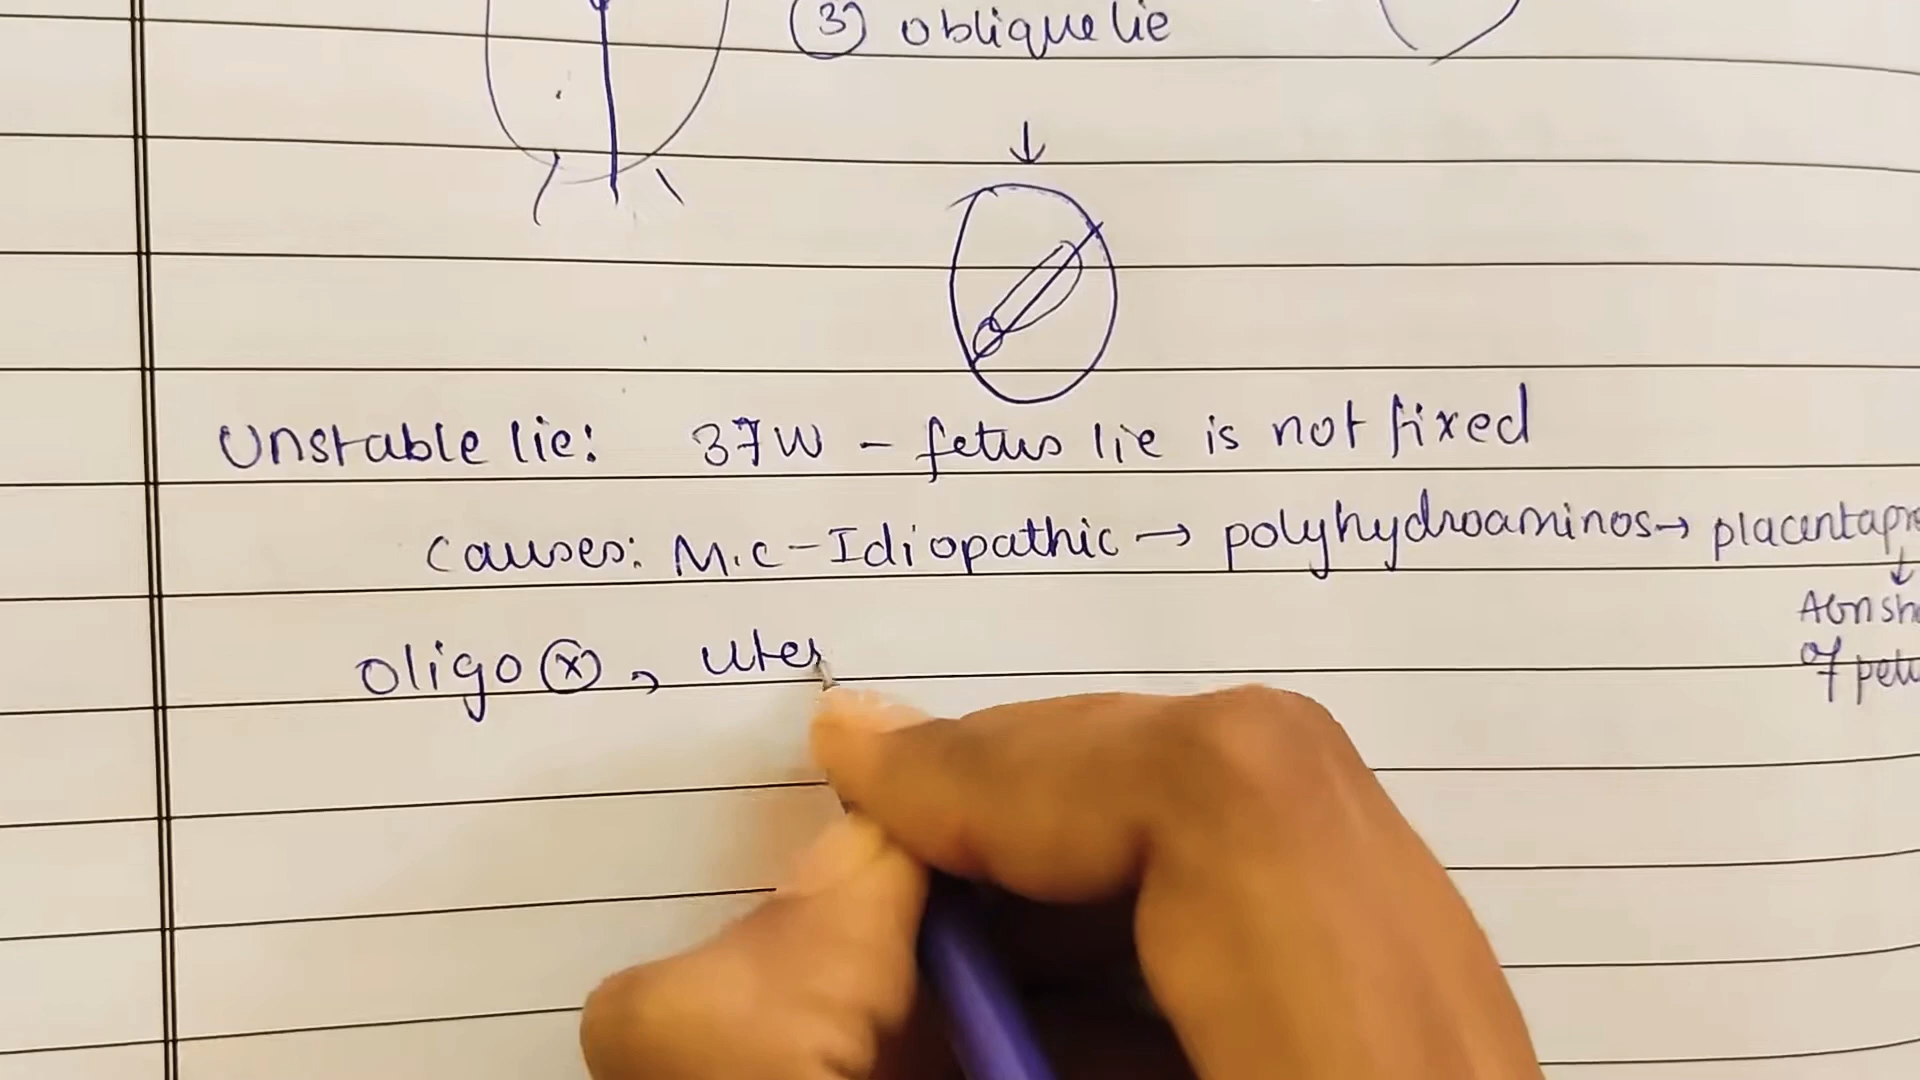 (3) oblique lie
↓
Unstable lie: 37W - fetus lie is not fixed
Causes: M.C - Idiopathic → polyhydroaminos → placentapre
↓
AbnSh
of pelv
oligo (x), uter